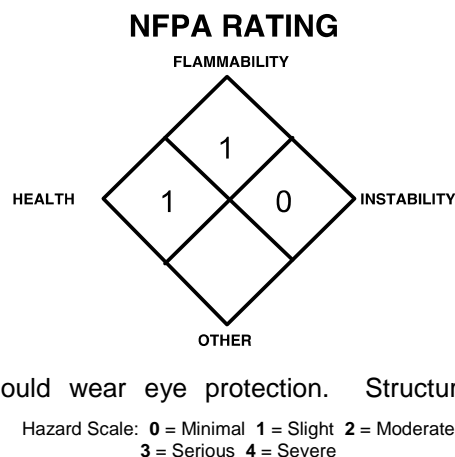 NFPA RATING
FLAMMABILITY
1
HEALTH 1 0 INSTABILITY
OTHER
should wear eye protection. Structur
Hazard Scale: 0 = Minimal 1 = Slight 2 = Moderate
3 = Serious 4 = Severe